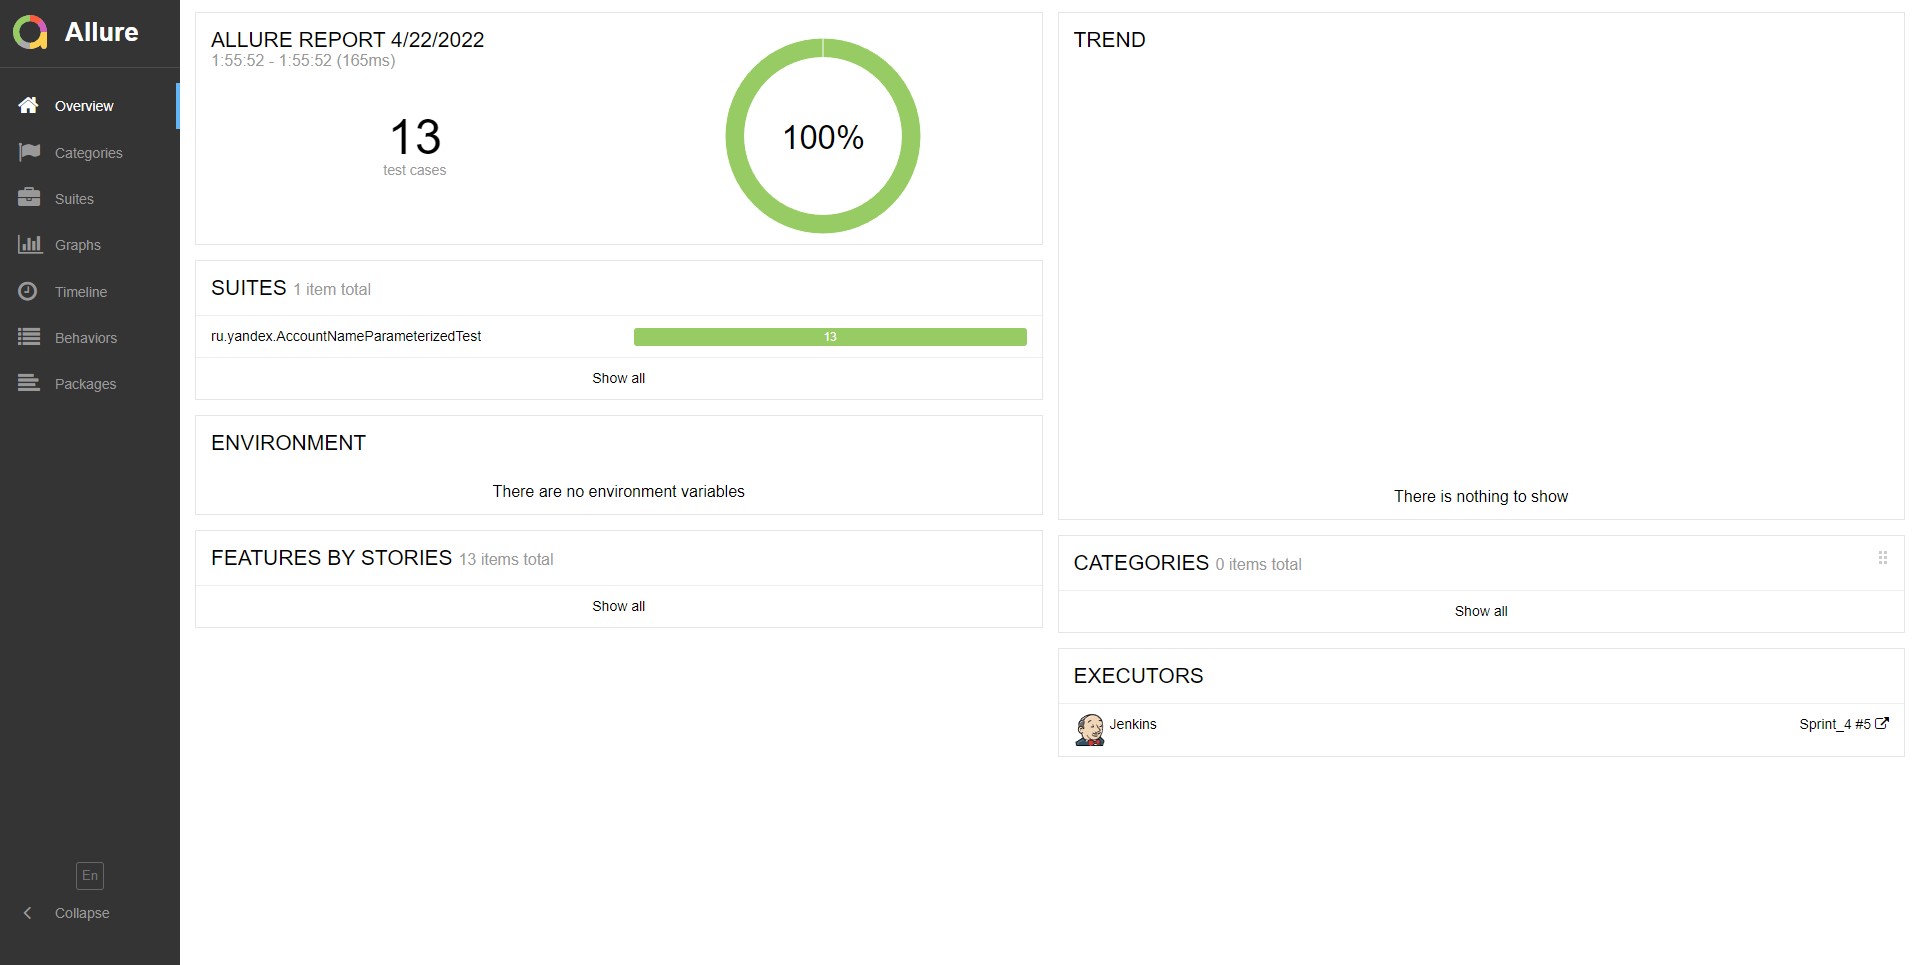 Allure
Overview
Categories
Suites
Graphs
Timeline
Behaviors
Packages
En
Collapse
ALLURE REPORT 4/22/2022
1:55:52 - 1:55:52 (165ms)
13
test cases
100%
SUITES 1 item total
ru.yandex.AccountNameParameterizedTest 13
Show all
ENVIRONMENT
There are no environment variables
FEATURES BY STORIES 13 items total
Show all
TREND
There is nothing to show
CATEGORIES 0 items total
Show all
EXECUTORS
Jenkins Sprint_4 #5